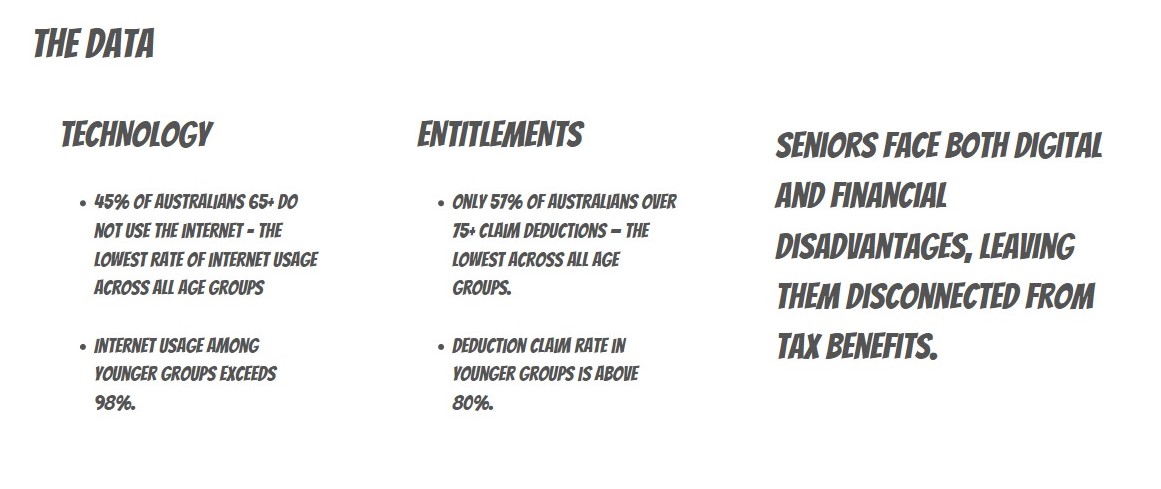 THE DATA
TECHNOLOGY
• 45% OF AUSTRALIANS 65+ DO
NOT USE THE INTERNET - THE
LOWEST RATE OF INTERNET USAGE
ACROSS ALL AGE GROUPS
• INTERNET USAGE AMONG
YOUNGER GROUPS EXCEEDS
98%.
ENTITLEMENTS
• ONLY 57% OF AUSTRALIANS OVER
75+ CLAIM DEDUCTIONS – THE
LOWEST ACROSS ALL AGE
GROUPS.
• DEDUCTION CLAIM RATE IN
YOUNGER GROUPS IS ABOVE
80%.
SENIORS FACE BOTH DIGITAL
AND FINANCIAL
DISADVANTAGES, LEAVING
THEM DISCONNECTED FROM
TAX BENEFITS.